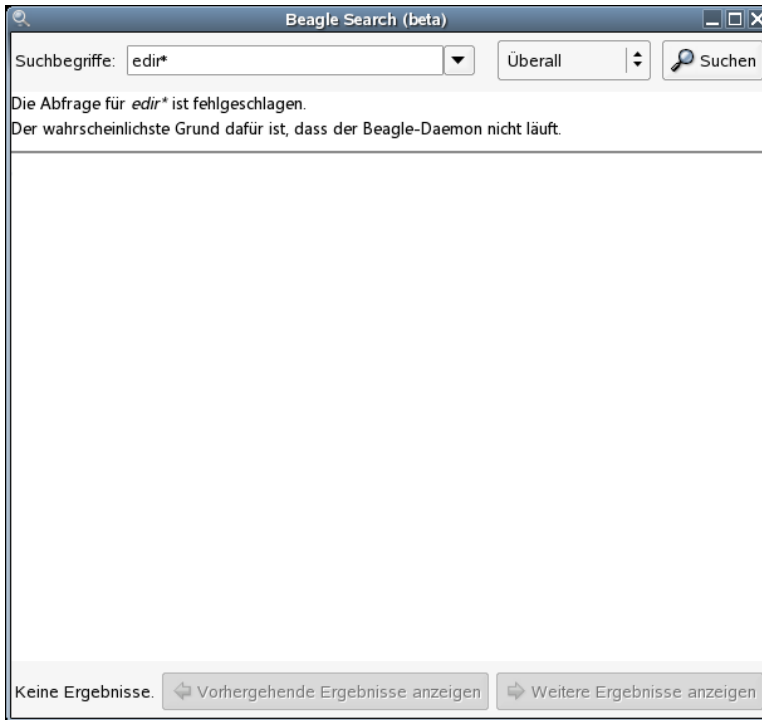 Beagle Search (beta)
Suchbegriffe: edir* Überall Suchen
Die Abfrage für edir* ist fehlgeschlagen.
Der wahrscheinlichste Grund dafür ist, dass der Beagle-Daemon nicht läuft.
Keine Ergebnisse. Vorhergehende Ergebnisse anzeigen Weitere Ergebnisse anzeigen